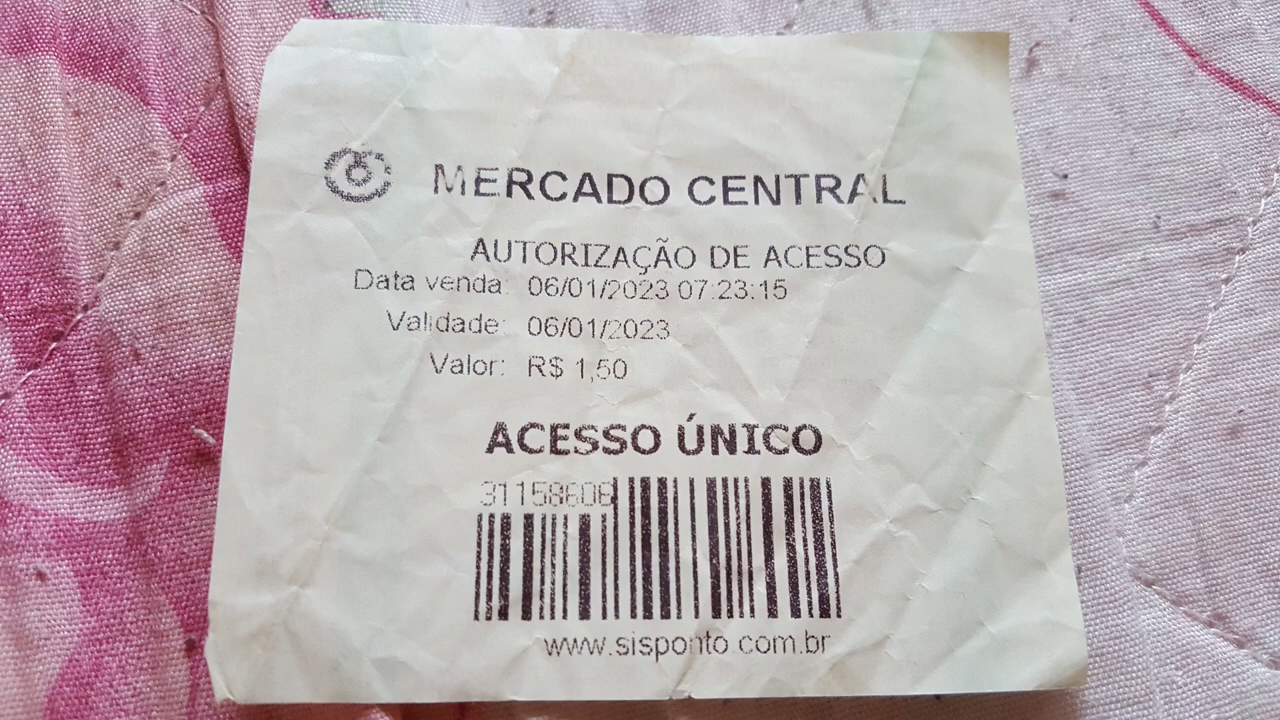 MERCADO CENTRAL
AUTORIZAÇÃO DE ACESSO
Data venda: 06/01/2023 07:23:15
Validade: 06/01/2023
Valor: R$ 1,50
ACESSO ÚNICO
31158606
www.sisponto.com.br